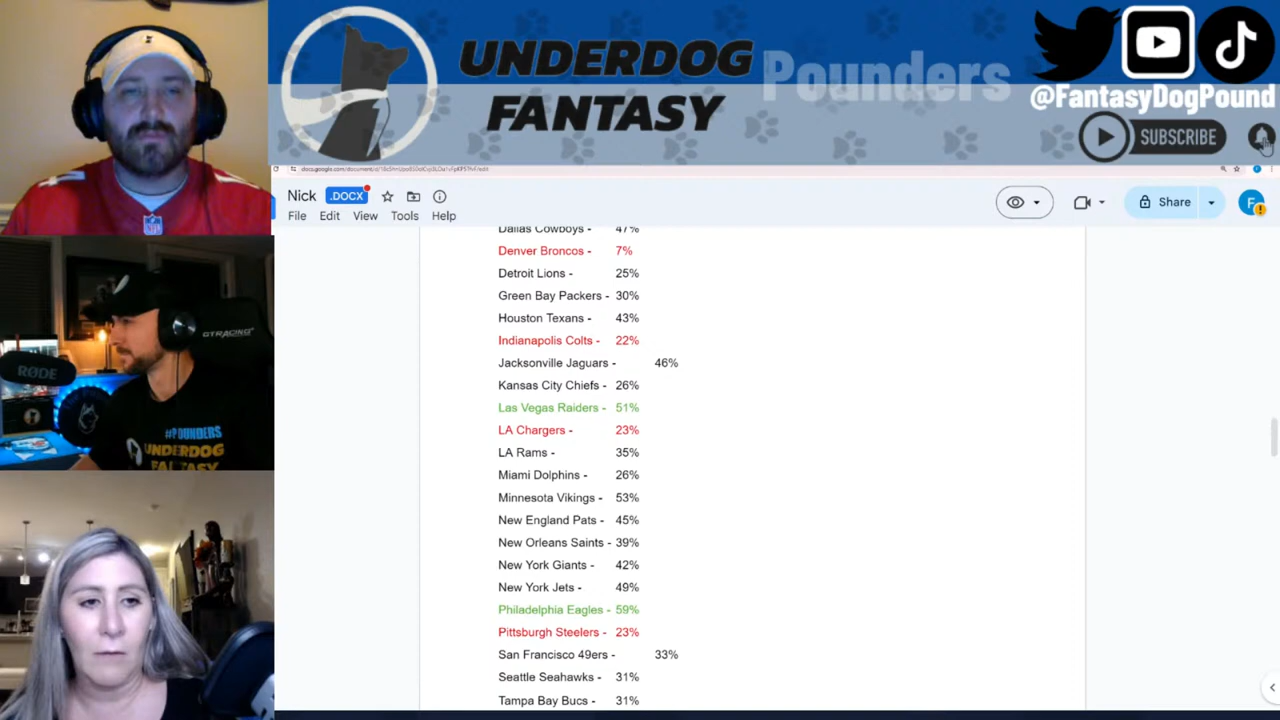 UNDERDOG
FANTASY
Pounders
@FantasyDogPound
SUBSCRIBE
Nick
.DOCX
Share
F
File Edit View Tools Help
Dallas Cowboys - 47%
Denver Broncos - 7%
Detroit Lions - 25%
Green Bay Packers - 30%
Houston Texans - 43%
Indianapolis Colts - 22%
Jacksonville Jaguars - 46%
Kansas City Chiefs - 26%
Las Vegas Raiders - 51%
LA Chargers - 23%
LA Rams - 35%
Miami Dolphins - 26%
Minnesota Vikings - 53%
New England Pats - 45%
New Orleans Saints - 39%
New York Giants - 42%
New York Jets - 49%
Philadelphia Eagles - 59%
Pittsburgh Steelers - 23%
San Francisco 49ers - 33%
Seattle Seahawks - 31%
Tampa Bay Bucs - 31%
NFL
GTRACING
RØDE
#POUNDERS
UNDERDOG
FANTASY